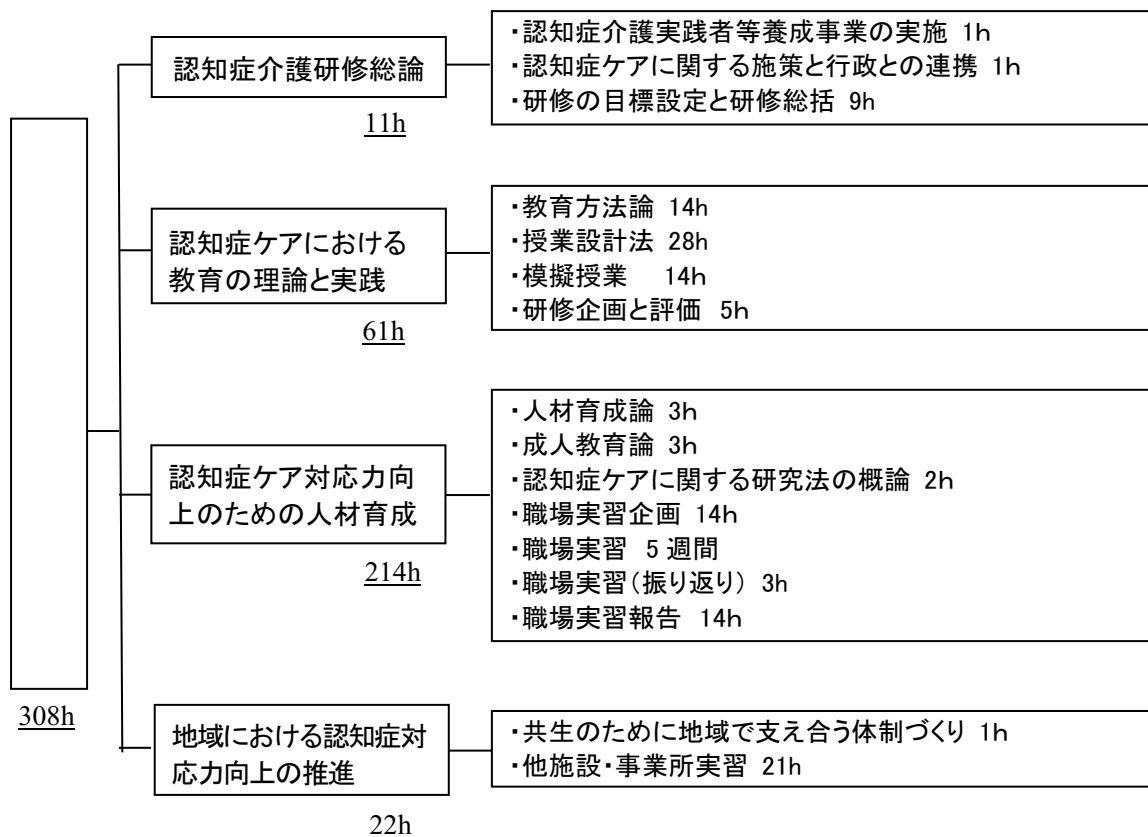 認知症介護研修総論
11h
・認知症介護実践者等養成事業の実施 1h
・認知症ケアに関する施策と行政との連携 1h
・研修の目標設定と研修総括 9h
認知症ケアにおける
教育の理論と実践
61h
・教育方法論 14h
・授業設計法 28h
・模擬授業 14h
・研修企画と評価 5h
認知症ケア対応力向
上のための人材育成
214h
・人材育成論 3h
・成人教育論 3h
・認知症ケアに関する研究法の概論 2h
・職場実習企画 14h
・職場実習 5週間
・職場実習(振り返り) 3h
・職場実習報告 14h
308h
地域における認知症対
応力向上の推進
22h
・共生のために地域で支え合う体制づくり 1h
・他施設・事業所実習 21h